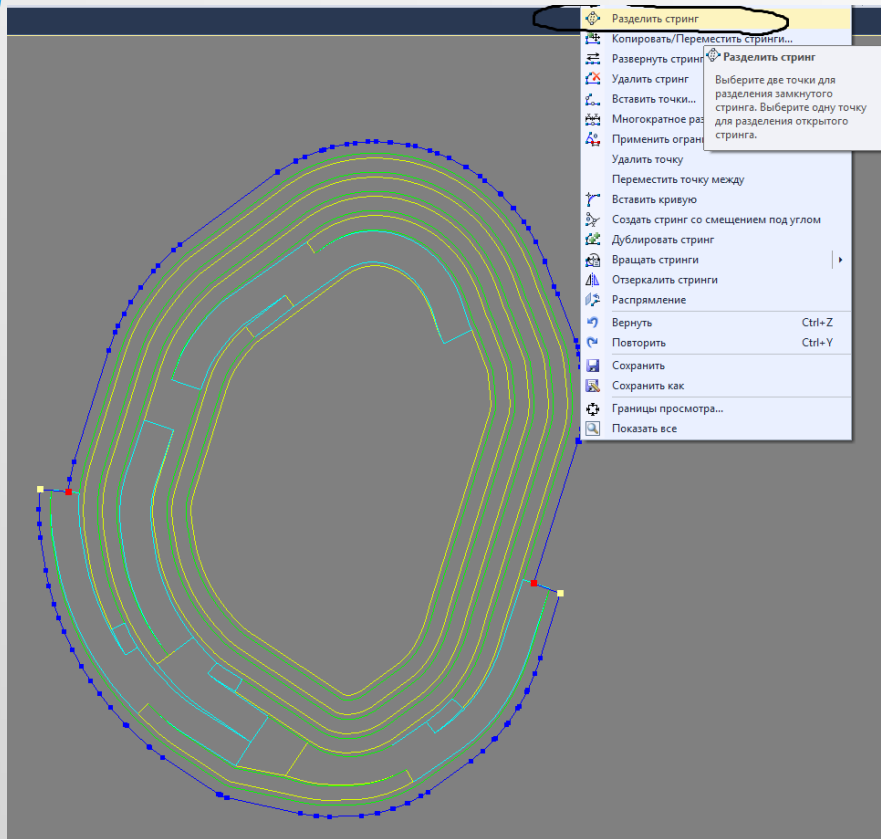 Разделить стринг
Копировать/Переместить стринги...
Развернуть стринг
Разделить стринг
Удалить стринг
Выберите две точки для
разделения замкнутого
стринга. Выберите одну точку
для разделения открытого
стринга.
Вставить точки...
Многократное раз
Применить огран
Удалить точку
Переместить точку между
Вставить кривую
Создать стринг со смещением под углом
Дублировать стринг
Вращать стринги
Отзеркалить стринги
Распрямление
Вернуть Ctrl+Z
Повторить Ctrl+Y
Сохранить
Сохранить как
Границы просмотра...
Показать все